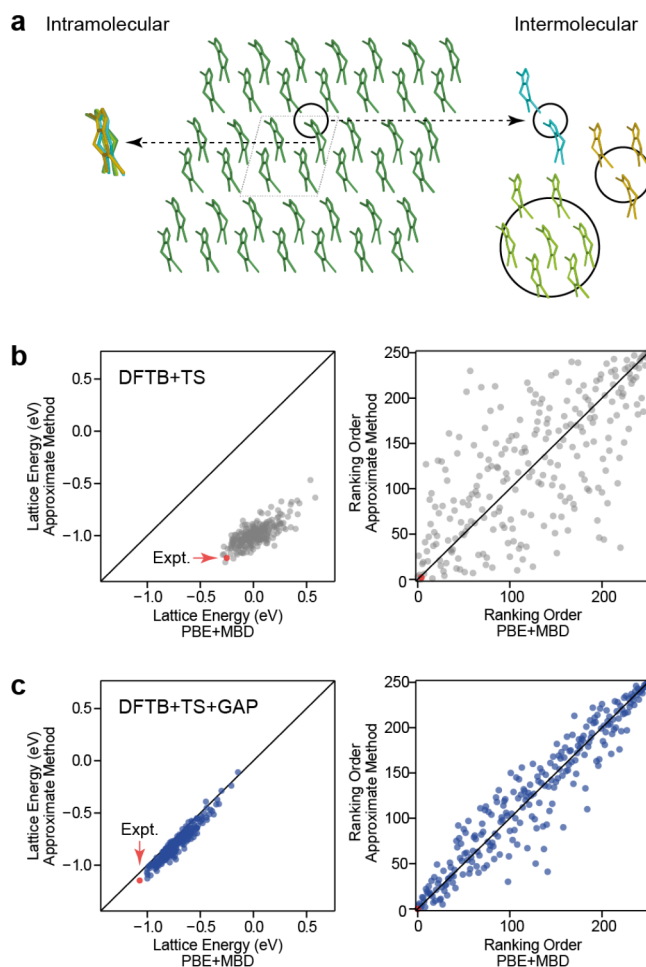 a
Intramolecular
Intermolecular
b
DFTB+TS
Expt.
0.5
0.0
−0.5
−1.0
Lattice Energy (eV)
Approximate Method
−1.0
−0.5
0.0
0.5
Lattice Energy (eV)
PBE+MBD
250
200
150
100
50
0
Ranking Order
Approximate Method
0
100
200
Ranking Order
PBE+MBD
c
DFTB+TS+GAP
Expt.
0.5
0.0
−0.5
−1.0
Lattice Energy (eV)
Approximate Method
−1.0
−0.5
0.0
0.5
Lattice Energy (eV)
PBE+MBD
250
200
150
100
50
0
Ranking Order
Approximate Method
0
100
200
Ranking Order
PBE+MBD